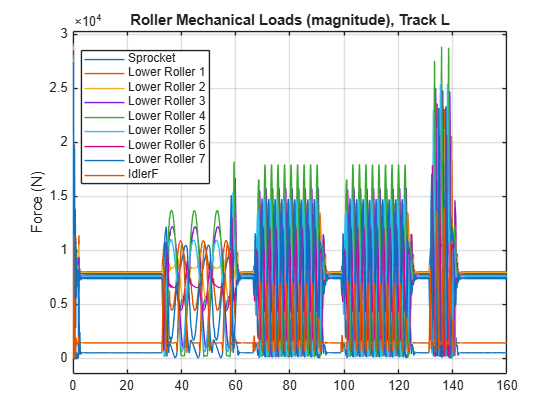 Roller Mechanical Loads (magnitude), Track L
×10⁴
3
2.5
2
1.5
1
0.5
0
Force (N)
Sprocket
Lower Roller 1
Lower Roller 2
Lower Roller 3
Lower Roller 4
Lower Roller 5
Lower Roller 6
Lower Roller 7
IdlerF
0 20 40 60 80 100 120 140 160